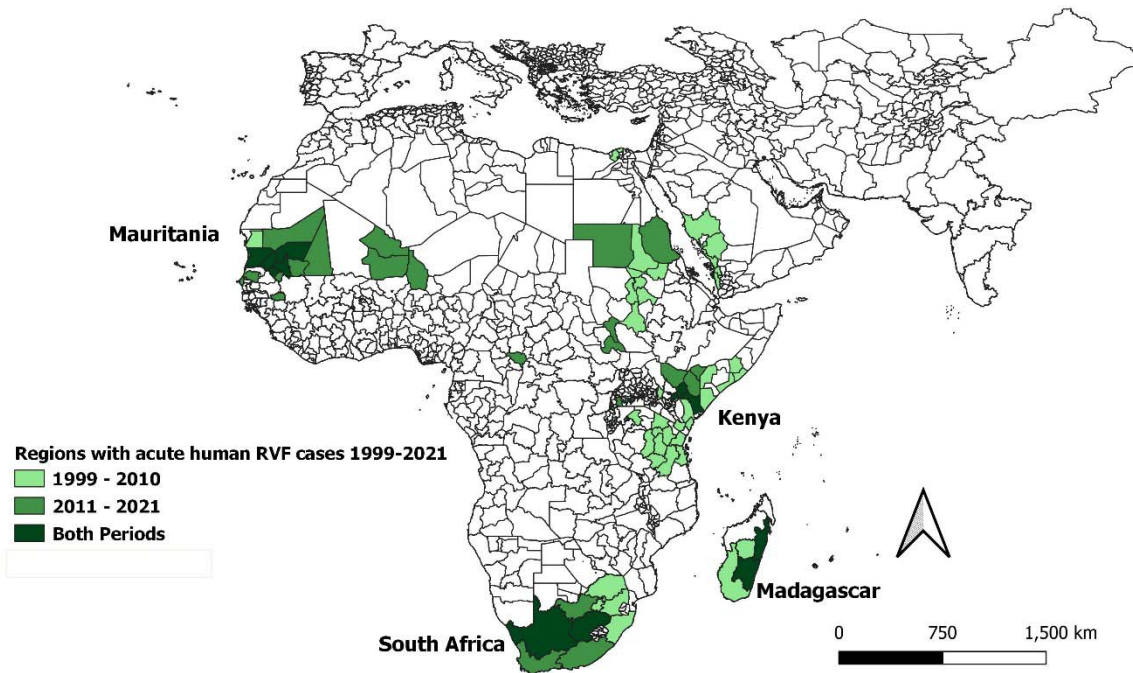 Mauritania
Kenya
Regions with acute human RVF cases 1999-2021
1999 - 2010
2011 - 2021
Both Periods
Madagascar
South Africa
0 750 1,500 km